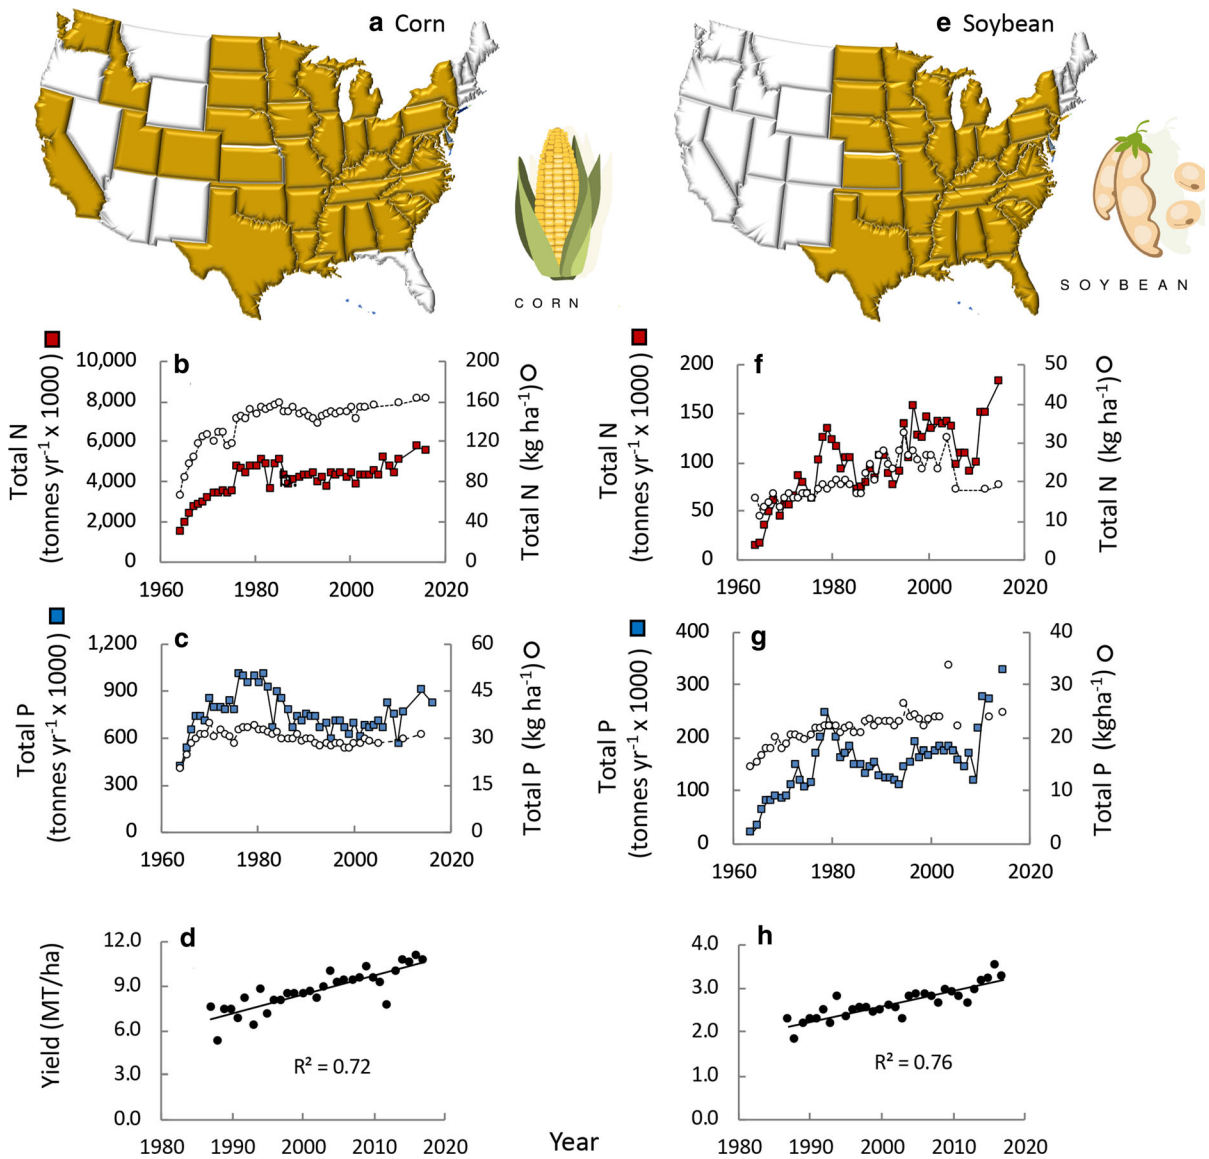 a Corn
e Soybean
CORN
SOYBEAN
b
Total N
(tonnes yr⁻¹ x 1000)
10,000
8,000
6,000
4,000
2,000
0
200
160
120
80
40
0
Total N (kg ha⁻¹)
1960 1980 2000 2020
f
Total N
(tonnes yr⁻¹ x 1000)
200
150
100
50
0
50
40
30
20
10
0
Total N (kg ha⁻¹)
1960 1980 2000 2020
c
Total P
(tonnes yr⁻¹ x 1000)
1,200
900
600
300
0
60
45
30
15
0
Total P (kg ha⁻¹)
1960 1980 2000 2020
g
Total P
(tonnes yr⁻¹ x 1000)
400
300
200
100
0
40
30
20
10
0
Total P (kgha⁻¹)
1960 1980 2000 2020
d
Yield (MT/ha)
12.0
9.0
6.0
3.0
0.0
R² = 0.72
1980 1990 2000 2010 2020
h
4.0
3.0
2.0
1.0
0.0
R² = 0.76
1980 1990 2000 2010 2020
Year